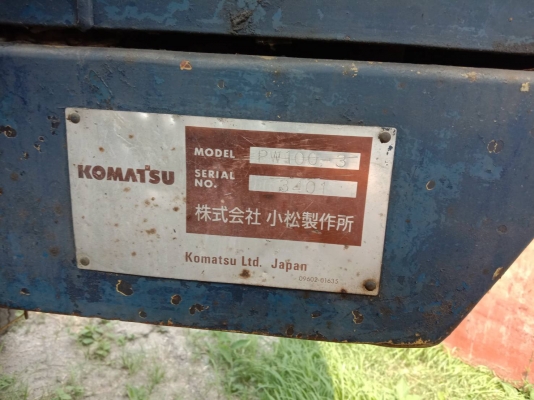 KOMATSU
MODEL PW100-3
SERIAL NO.
株式会社 小松製作所
Komatsu Ltd. Japan